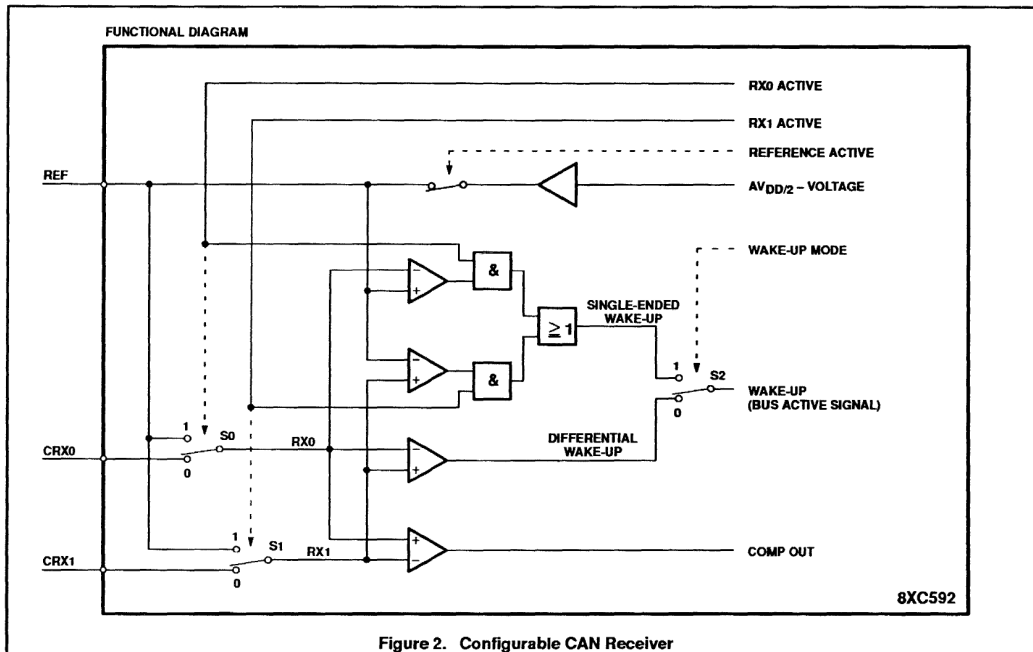 FUNCTIONAL DIAGRAM
RX0 ACTIVE
RX1 ACTIVE
REFERENCE ACTIVE
REF
AVDD/2 – VOLTAGE
WAKE-UP MODE
–
+
&
SINGLE-ENDED
WAKE-UP
≥ 1
–
+
&
1
S2
0
WAKE-UP
(BUS ACTIVE SIGNAL)
1
S0
RX0
CRX0
0
–
+
DIFFERENTIAL
WAKE-UP
1
S1
RX1
CRX1
0
+
–
COMP OUT
8XC592
Figure 2. Configurable CAN Receiver